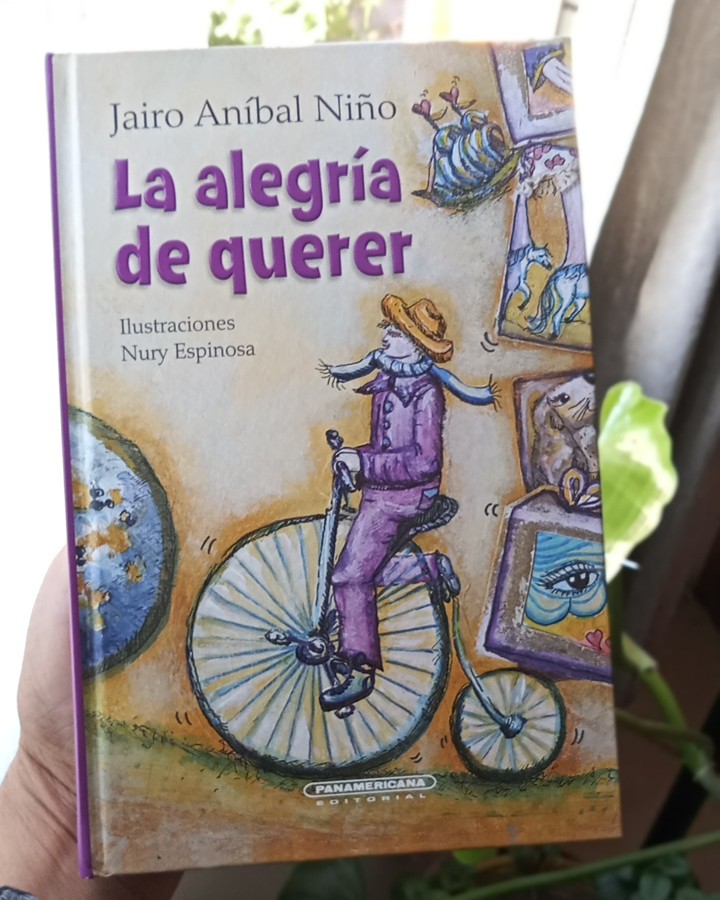 Jairo Aníbal Niño
La alegría
de querer
Ilustraciones
Nury Espinosa
PANAMERICANA
EDITORIAL